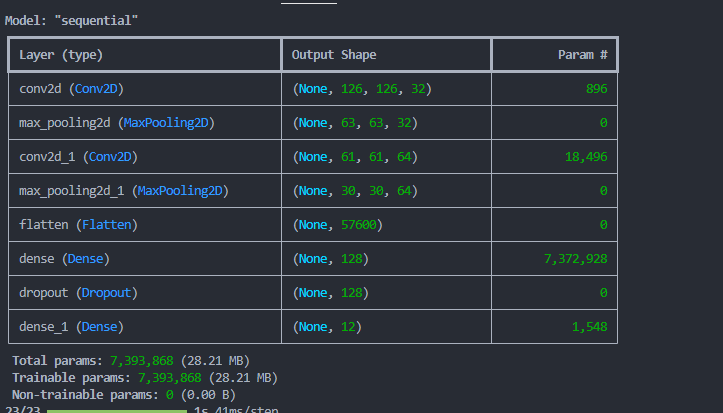 Model: "sequential"
Layer (type) Output Shape Param #
conv2d (Conv2D) (None, 126, 126, 32) 896
max_pooling2d (MaxPooling2D) (None, 63, 63, 32) 0
conv2d_1 (Conv2D) (None, 61, 61, 64) 18,496
max_pooling2d_1 (MaxPooling2D) (None, 30, 30, 64) 0
flatten (Flatten) (None, 57600) 0
dense (Dense) (None, 128) 7,372,928
dropout (Dropout) (None, 128) 0
dense_1 (Dense) (None, 12) 1,548
Total params: 7,393,868 (28.21 MB)
Trainable params: 7,393,868 (28.21 MB)
Non-trainable params: 0 (0.00 B)
23/23 1s 41ms/step